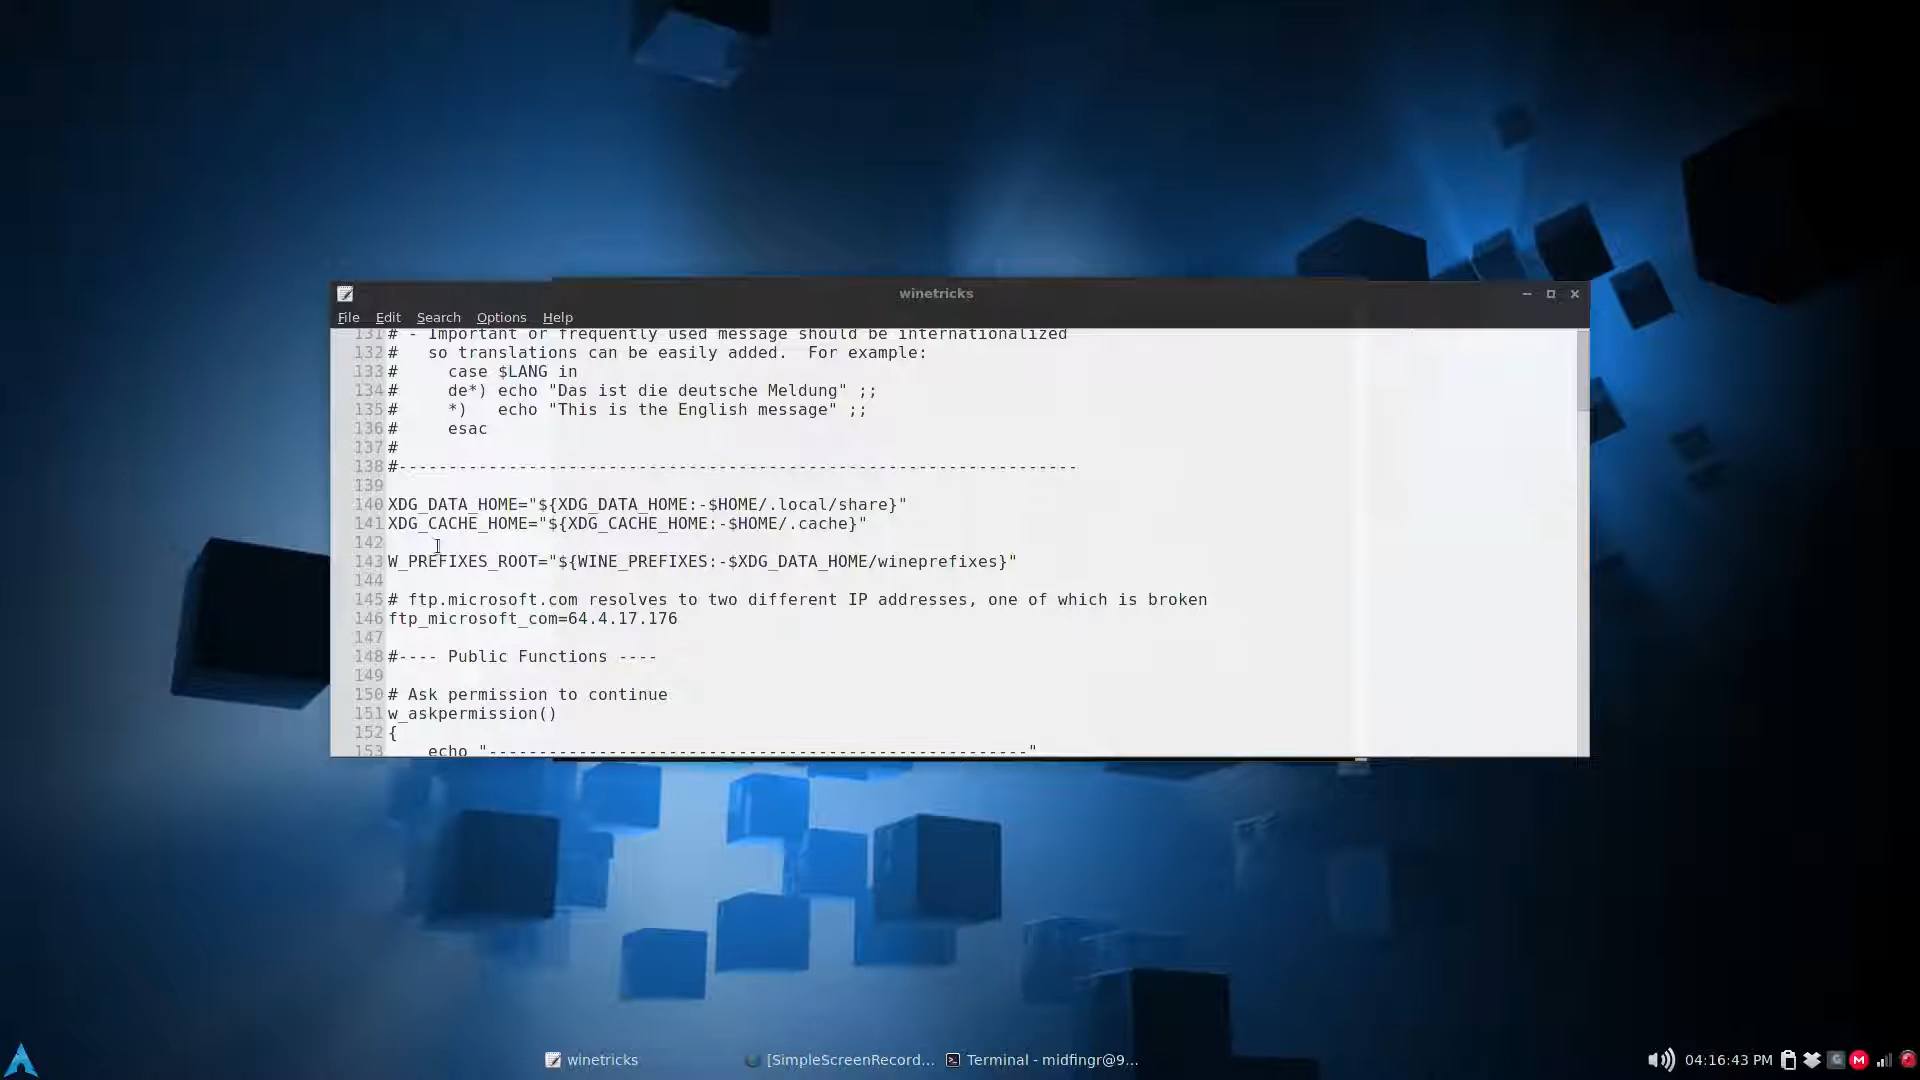 winetricks
File Edit Search Options Help
131 # - Important or frequently used message should be internationalized
132 #   so translations can be easily added.  For example:
133 #     case $LANG in
134 #     de*) echo "Das ist die deutsche Meldung" ;;
135 #     *)   echo "This is the English message" ;;
136 #     esac
137 #
138 #--------------------------------------------------------------------
139
140 XDG_DATA_HOME="${XDG_DATA_HOME:-$HOME/.local/share}"
141 XDG_CACHE_HOME="${XDG_CACHE_HOME:-$HOME/.cache}"
142
143 W_PREFIXES_ROOT="${WINE_PREFIXES:-$XDG_DATA_HOME/wineprefixes}"
144
145 # ftp.microsoft.com resolves to two different IP addresses, one of which is broken
146 ftp_microsoft_com=64.4.17.176
147
148 #---- Public Functions ----
149
150 # Ask permission to continue
151 w_askpermission()
152 {
153     echo "------------------------------------------------------"
winetricks [SimpleScreenRecord... Terminal - midfingr@9... 04:16:43 PM